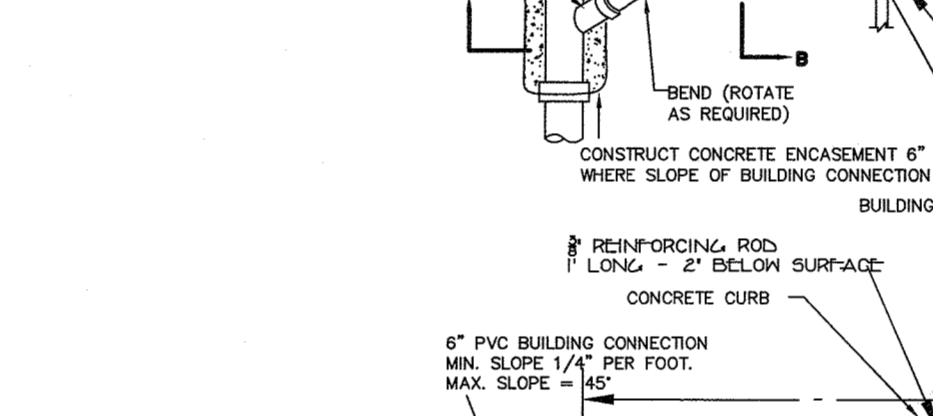 B
BEND (ROTATE
AS REQUIRED)
CONSTRUCT CONCRETE ENCASEMENT 6"
WHERE SLOPE OF BUILDING CONNECTION
BUILDING
REINFORCING ROD
1' LONG - 2" BELOW SURFACE
CONCRETE CURB
6" PVC BUILDING CONNECTION
MIN. SLOPE 1/4" PER FOOT.
MAX. SLOPE = 45°